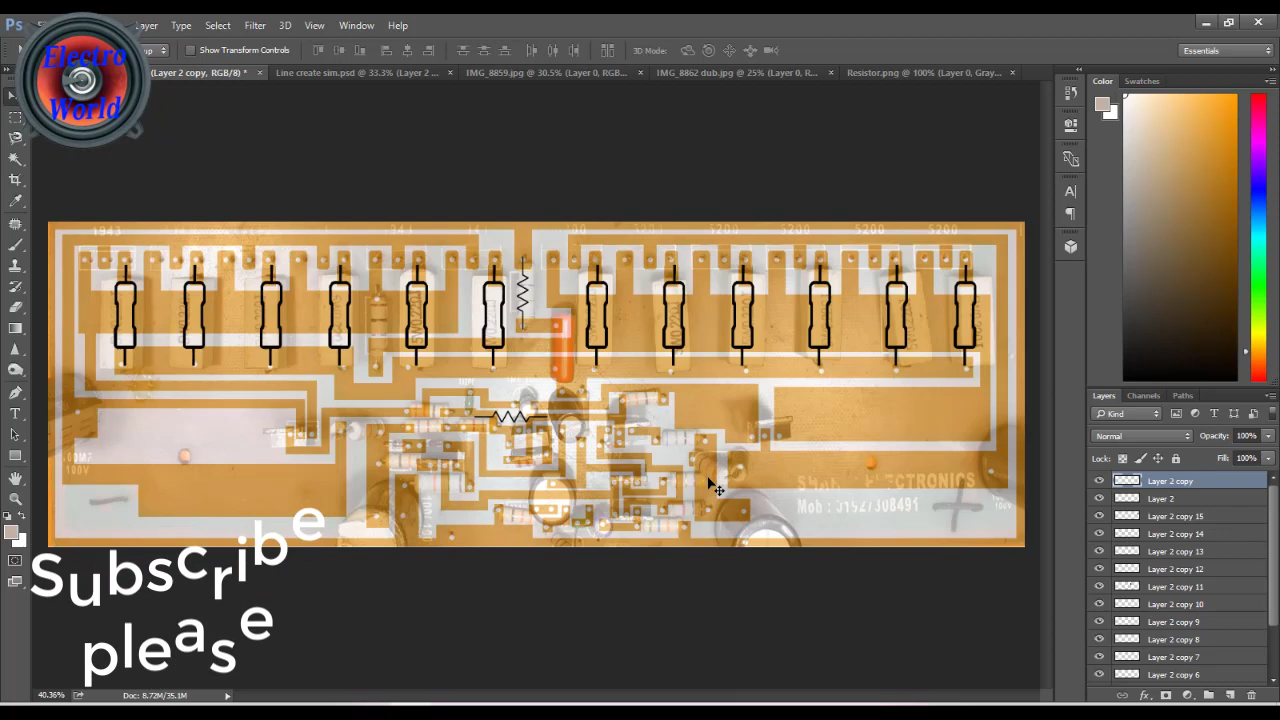 Ps
Layer Type Select Filter 3D View Window Help
Show Transform Controls
3D Mode:
Essentials
(Layer 2 copy, RGB/8) *
Line create sim.psd @ 33.3% (Layer 2 ...
IMG_8859.jpg @ 30.5% (Layer 0, RGB...
IMG_8862 dub.jpg @ 25% (Layer 0, R...
Resistor.png @ 100% (Layer 0, Gray...
Electro
World
Color Swatches
1943
5200 5200 5200
Layers Channels Paths
Kind
Normal
Opacity: 100%
Lock:
Fill: 100%
Layer 2 copy
Layer 2
Layer 2 copy 15
Layer 2 copy 14
Layer 2 copy 13
Layer 2 copy 12
Layer 2 copy 11
Layer 2 copy 10
Layer 2 copy 9
Layer 2 copy 8
Layer 2 copy 7
Layer 2 copy 6
100V
ELECTRONICS
Mob :
Subscribe
please
40.36%
Doc: 8.72M/35.1M